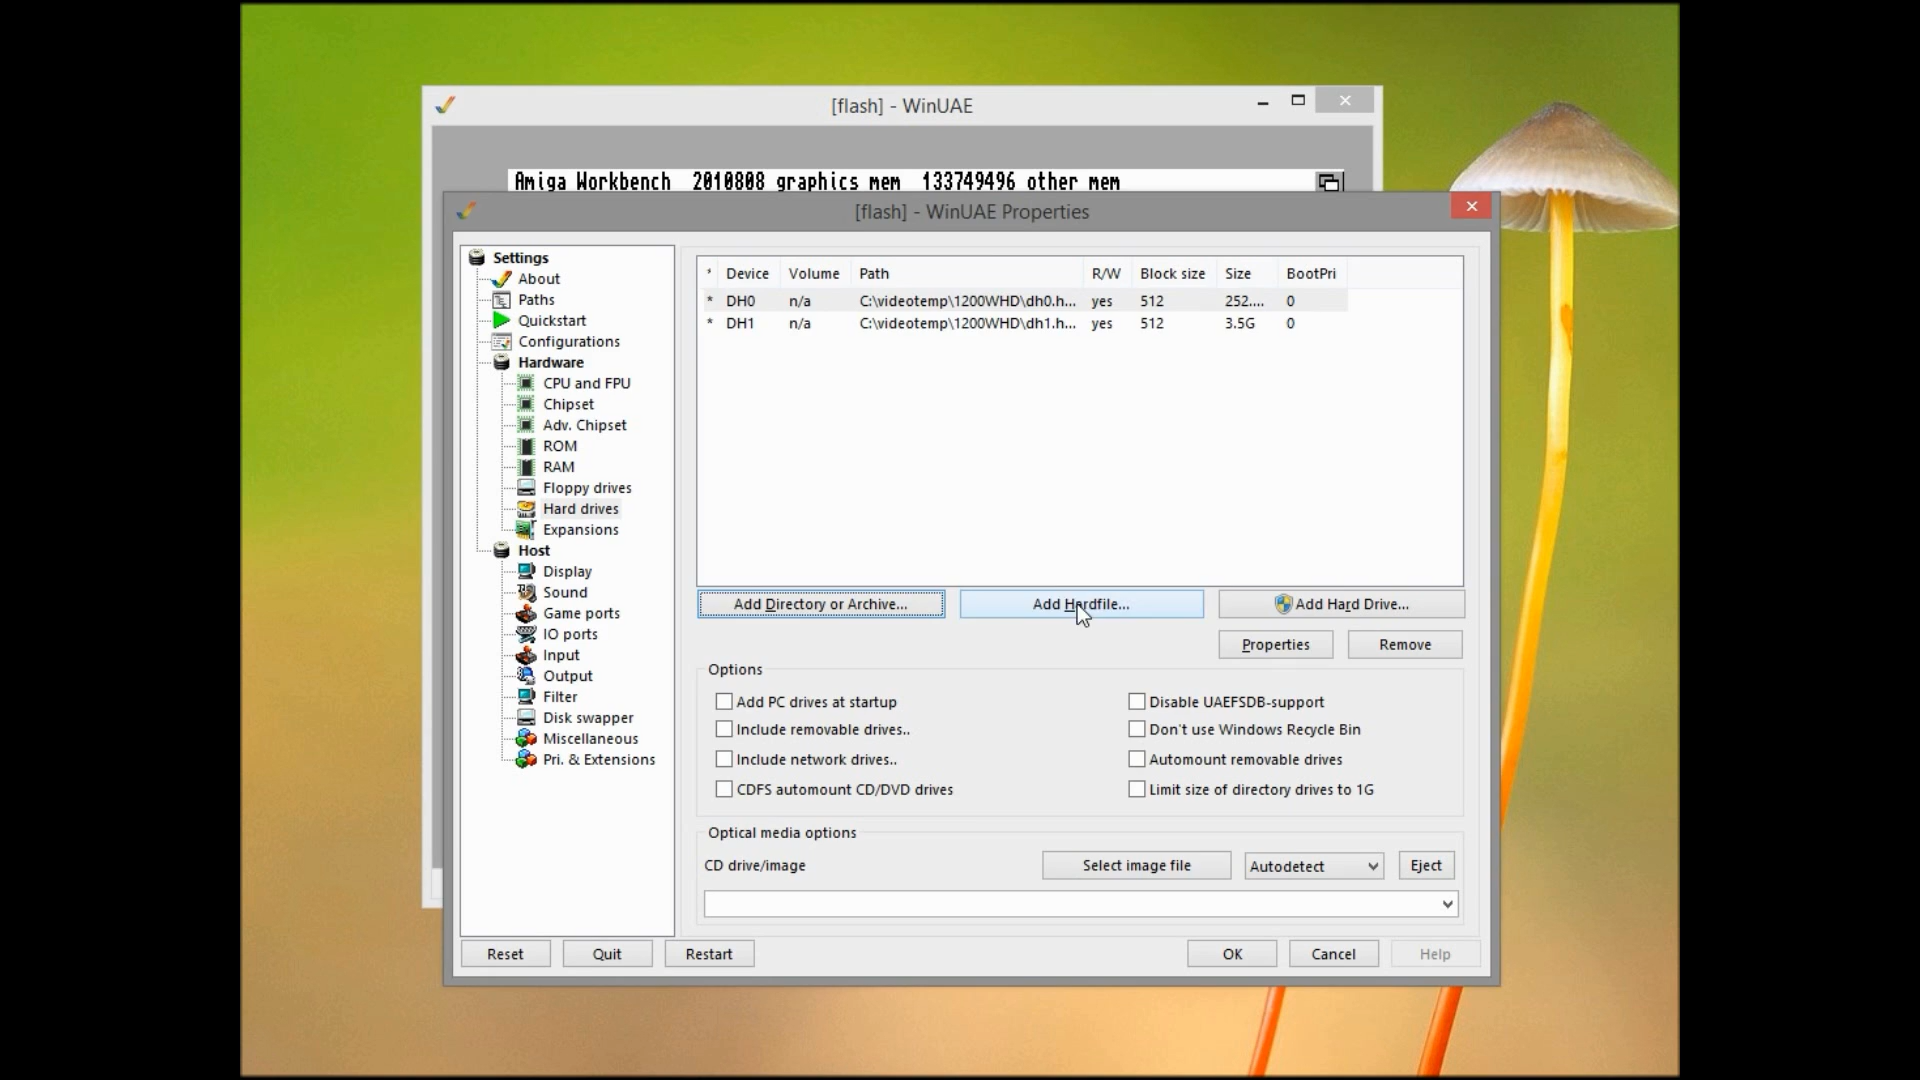 [flash] - WinUAE
Amiga Workbench 2010808 graphics mem 133749496 other mem
[flash] - WinUAE Properties
Settings
About
Paths
Quickstart
Configurations
Hardware
CPU and FPU
Chipset
Adv. Chipset
ROM
RAM
Floppy drives
Hard drives
Expansions
Host
Display
Sound
Game ports
IO ports
Input
Output
Filter
Disk swapper
Miscellaneous
Pri. & Extensions
* Device Volume Path R/W Block size Size BootPri
* DH0 n/a C:\videotemp\1200WHD\dh0.h... yes 512 252.... 0
* DH1 n/a C:\videotemp\1200WHD\dh1.h... yes 512 3.5G 0
Add Directory or Archive... Add Hardfile... Add Hard Drive...
Properties Remove
Options
Add PC drives at startup Disable UAEFSDB-support
Include removable drives.. Don't use Windows Recycle Bin
Include network drives.. Automount removable drives
CDFS automount CD/DVD drives Limit size of directory drives to 1G
Optical media options
CD drive/image Select image file Autodetect Eject
Reset Quit Restart OK Cancel Help